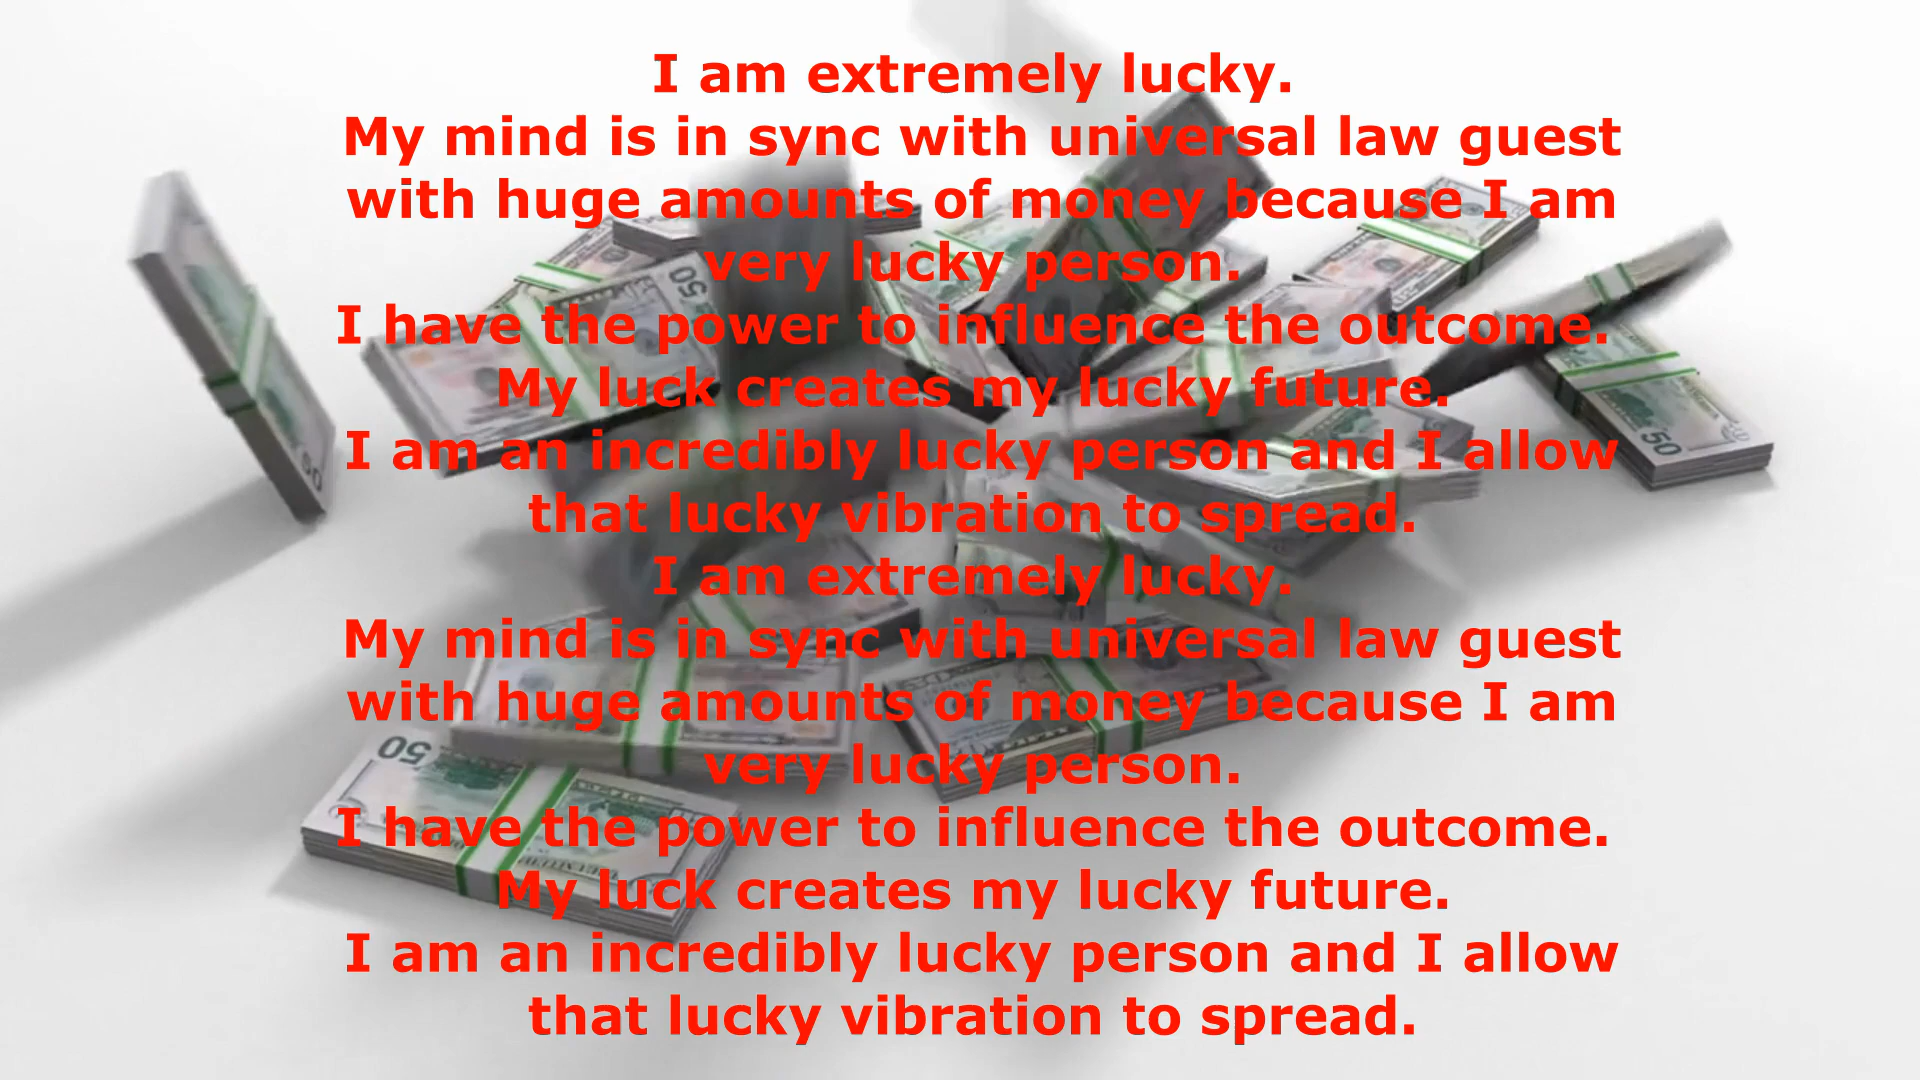 I am extremely lucky.
My mind is in sync with universal law guest
with huge amounts of money because I am
very lucky person.
I have the power to influence the outcome.
My luck creates my lucky future.
I am an incredibly lucky person and I allow
that lucky vibration to spread.
I am extremely lucky.
My mind is in sync with universal law guest
with huge amounts of money because I am
very lucky person.
I have the power to influence the outcome.
My luck creates my lucky future.
I am an incredibly lucky person and I allow
that lucky vibration to spread.
50
50
50